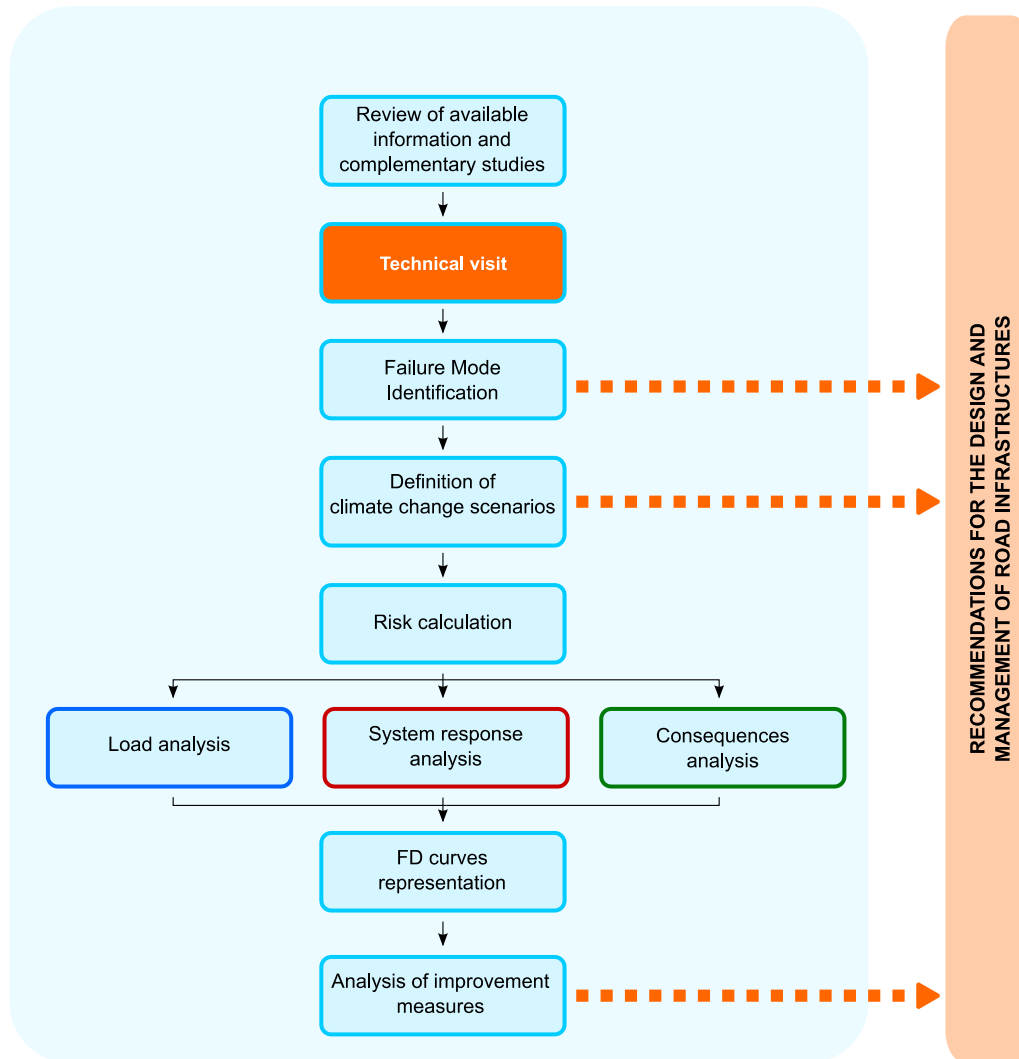 Review of available
information and
complementary studies
Technical visit
Failure Mode
Identification
Definition of
climate change scenarios
Risk calculation
Load analysis
System response
analysis
Consequences
analysis
FD curves
representation
Analysis of improvement
measures
RECOMMENDATIONS FOR THE DESIGN AND
MANAGEMENT OF ROAD INFRASTRUCTURES